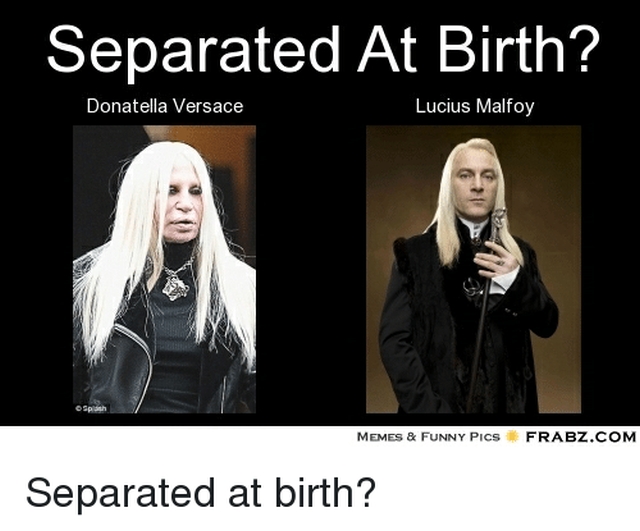 Separated At Birth?
Donatella Versace
Lucius Malfoy
© Splash
MEMES & FUNNY PICS FRABZ.COM
Separated at birth?